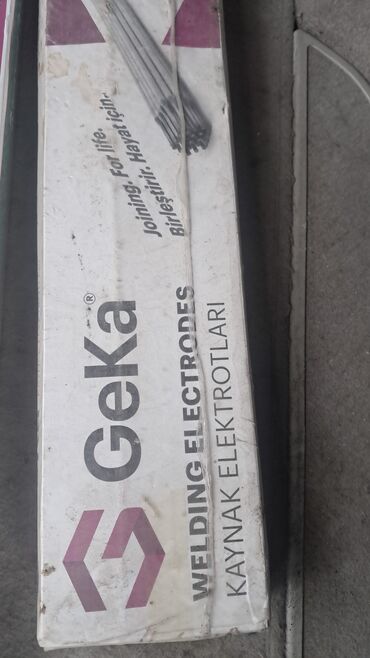 Joining. For life.
Birleştirir. Hayat için.
GeKa®
WELDING ELECTRODES
KAYNAK ELEKTROTLARI